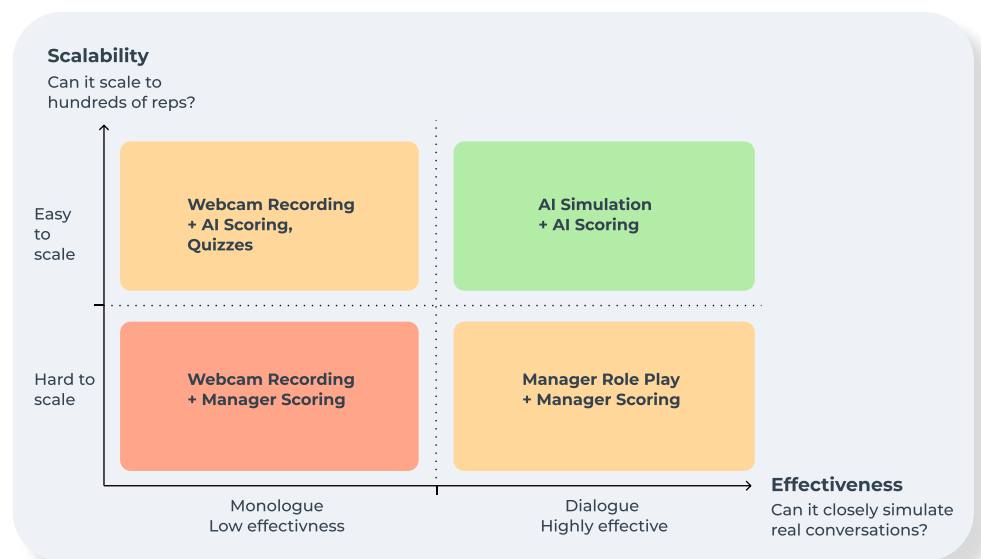 Scalability
Can it scale to
hundreds of reps?
Easy
to
scale
Webcam Recording
+ AI Scoring,
Quizzes
AI Simulation
+ AI Scoring
Hard to
scale
Webcam Recording
+ Manager Scoring
Manager Role Play
+ Manager Scoring
Monologue
Low effectivness
Dialogue
Highly effective
Effectiveness
Can it closely simulate
real conversations?